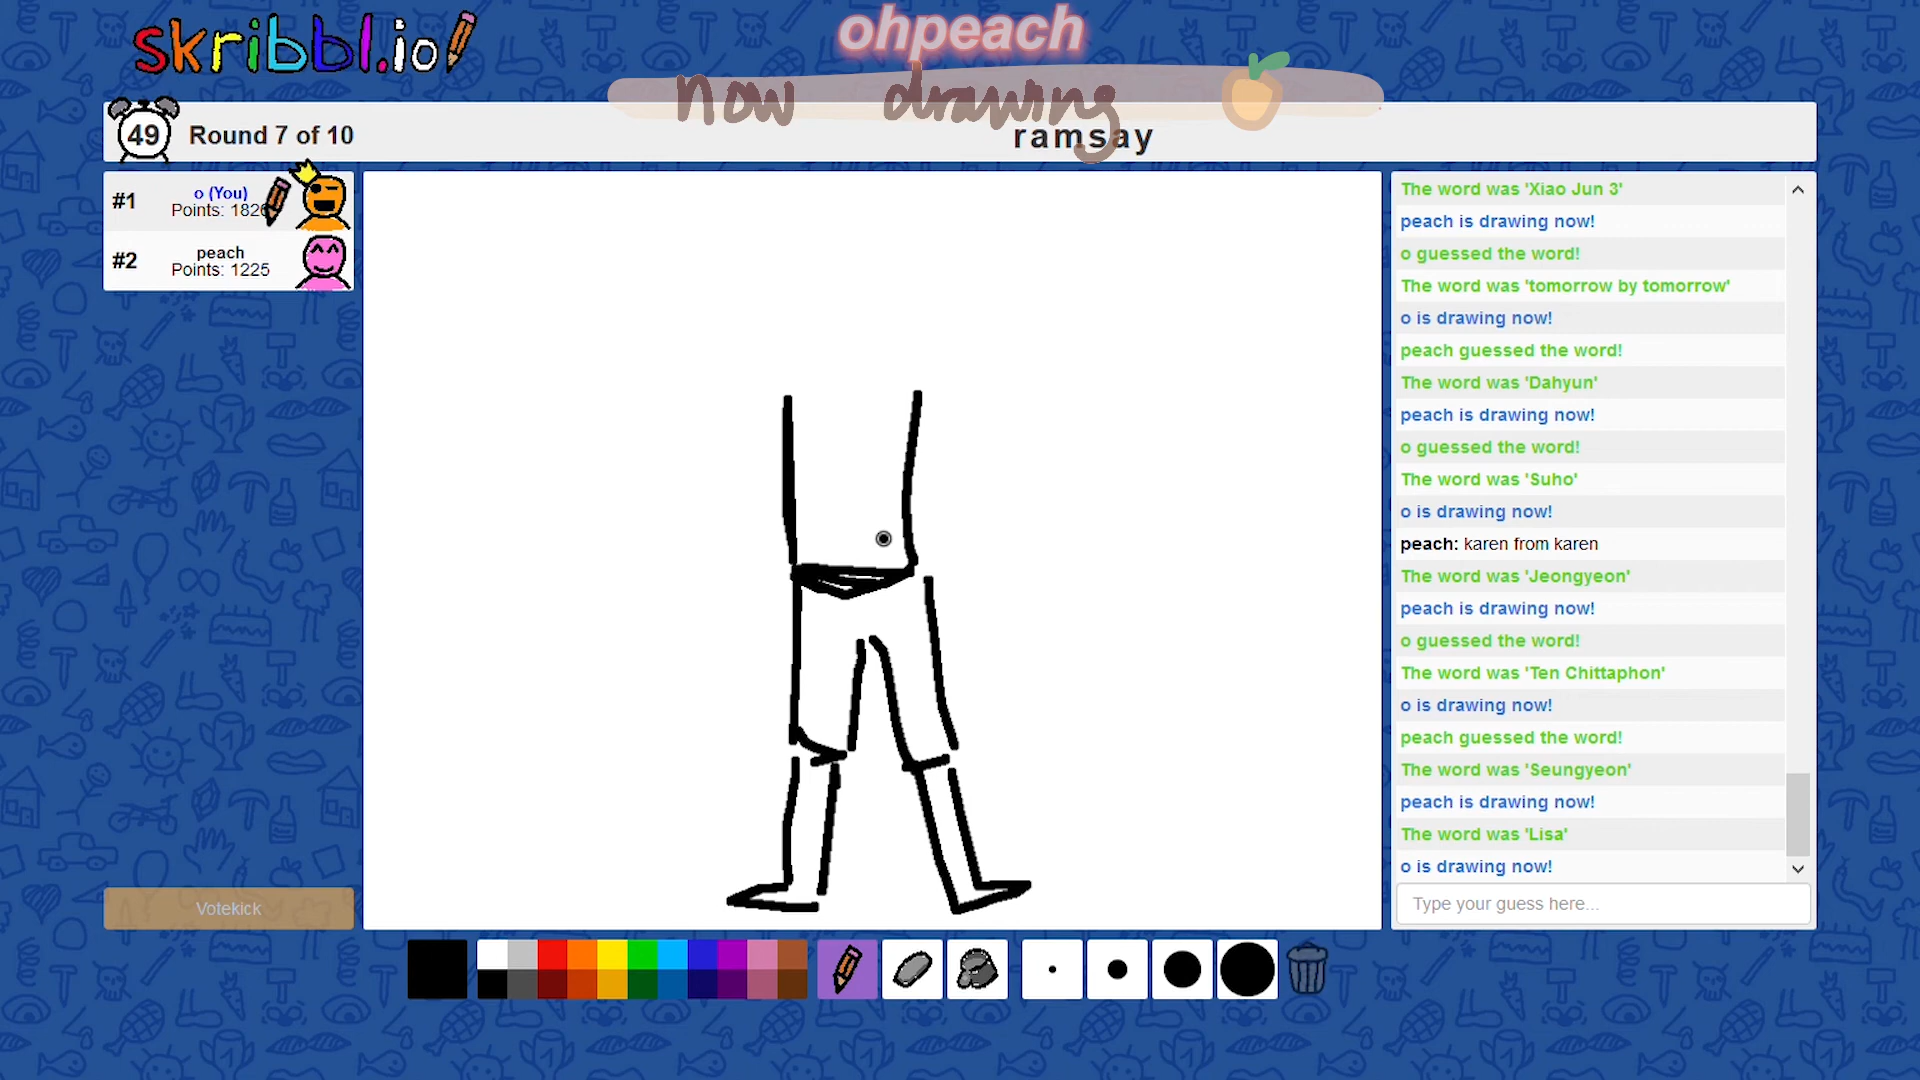 skribbl.io
ohpeach
now drawing
49
Round 7 of 10
ramsay
#1
o (You)
Points: 1826
#2
peach
Points: 1225
The word was 'Xiao Jun 3'
peach is drawing now!
o guessed the word!
The word was 'tomorrow by tomorrow'
o is drawing now!
peach guessed the word!
The word was 'Dahyun'
peach is drawing now!
o guessed the word!
The word was 'Suho'
o is drawing now!
peach: karen from karen
The word was 'Jeongyeon'
peach is drawing now!
o guessed the word!
The word was 'Ten Chittaphon'
o is drawing now!
peach guessed the word!
The word was 'Seungyeon'
peach is drawing now!
The word was 'Lisa'
o is drawing now!
Type your guess here...
Votekick